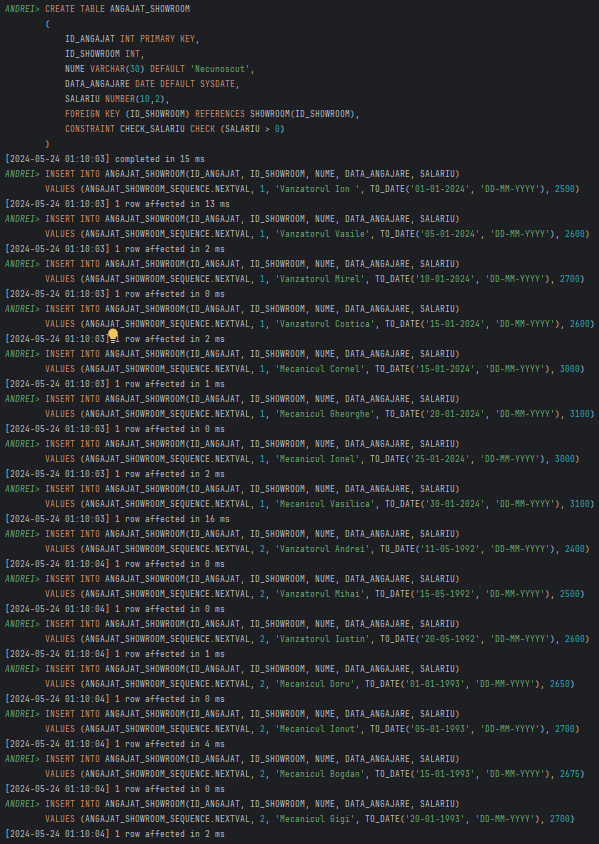 ANDREI> CREATE TABLE ANGAJAT_SHOWROOM
(
ID_ANGAJAT INT PRIMARY KEY,
ID_SHOWROOM INT,
NUME VARCHAR(30) DEFAULT 'Necunoscut',
DATA_ANGAJARE DATE DEFAULT SYSDATE,
SALARIU NUMBER(10,2),
FOREIGN KEY (ID_SHOWROOM) REFERENCES SHOWROOM(ID_SHOWROOM),
CONSTRAINT CHECK_SALARIU CHECK (SALARIU > 0)
)
[2024-05-24 01:10:03] completed in 15 ms
ANDREI> INSERT INTO ANGAJAT_SHOWROOM(ID_ANGAJAT, ID_SHOWROOM, NUME, DATA_ANGAJARE, SALARIU)
VALUES (ANGAJAT_SHOWROOM_SEQUENCE.NEXTVAL, 1, 'Vanzatorul Ion ', TO_DATE('01-01-2024', 'DD-MM-YYYY'), 2500)
[2024-05-24 01:10:03] 1 row affected in 13 ms
ANDREI> INSERT INTO ANGAJAT_SHOWROOM(ID_ANGAJAT, ID_SHOWROOM, NUME, DATA_ANGAJARE, SALARIU)
VALUES (ANGAJAT_SHOWROOM_SEQUENCE.NEXTVAL, 1, 'Vanzatorul Vasile', TO_DATE('05-01-2024', 'DD-MM-YYYY'), 2600)
[2024-05-24 01:10:03] 1 row affected in 2 ms
ANDREI> INSERT INTO ANGAJAT_SHOWROOM(ID_ANGAJAT, ID_SHOWROOM, NUME, DATA_ANGAJARE, SALARIU)
VALUES (ANGAJAT_SHOWROOM_SEQUENCE.NEXTVAL, 1, 'Vanzatorul Mirel', TO_DATE('10-01-2024', 'DD-MM-YYYY'), 2700)
[2024-05-24 01:10:03] 1 row affected in 0 ms
ANDREI> INSERT INTO ANGAJAT_SHOWROOM(ID_ANGAJAT, ID_SHOWROOM, NUME, DATA_ANGAJARE, SALARIU)
VALUES (ANGAJAT_SHOWROOM_SEQUENCE.NEXTVAL, 1, 'Vanzatorul Costica', TO_DATE('15-01-2024', 'DD-MM-YYYY'), 2600)
[2024-05-24 01:10:03] 1 row affected in 2 ms
ANDREI> INSERT INTO ANGAJAT_SHOWROOM(ID_ANGAJAT, ID_SHOWROOM, NUME, DATA_ANGAJARE, SALARIU)
VALUES (ANGAJAT_SHOWROOM_SEQUENCE.NEXTVAL, 1, 'Mecanicul Cornel', TO_DATE('15-01-2024', 'DD-MM-YYYY'), 3000)
[2024-05-24 01:10:03] 1 row affected in 1 ms
ANDREI> INSERT INTO ANGAJAT_SHOWROOM(ID_ANGAJAT, ID_SHOWROOM, NUME, DATA_ANGAJARE, SALARIU)
VALUES (ANGAJAT_SHOWROOM_SEQUENCE.NEXTVAL, 1, 'Mecanicul Gheorghe', TO_DATE('20-01-2024', 'DD-MM-YYYY'), 3100)
[2024-05-24 01:10:03] 1 row affected in 0 ms
ANDREI> INSERT INTO ANGAJAT_SHOWROOM(ID_ANGAJAT, ID_SHOWROOM, NUME, DATA_ANGAJARE, SALARIU)
VALUES (ANGAJAT_SHOWROOM_SEQUENCE.NEXTVAL, 1, 'Mecanicul Ionel', TO_DATE('25-01-2024', 'DD-MM-YYYY'), 3000)
[2024-05-24 01:10:03] 1 row affected in 2 ms
ANDREI> INSERT INTO ANGAJAT_SHOWROOM(ID_ANGAJAT, ID_SHOWROOM, NUME, DATA_ANGAJARE, SALARIU)
VALUES (ANGAJAT_SHOWROOM_SEQUENCE.NEXTVAL, 1, 'Mecanicul Vasilica', TO_DATE('30-01-2024', 'DD-MM-YYYY'), 3100)
[2024-05-24 01:10:03] 1 row affected in 16 ms
ANDREI> INSERT INTO ANGAJAT_SHOWROOM(ID_ANGAJAT, ID_SHOWROOM, NUME, DATA_ANGAJARE, SALARIU)
VALUES (ANGAJAT_SHOWROOM_SEQUENCE.NEXTVAL, 2, 'Vanzatorul Andrei', TO_DATE('11-05-1992', 'DD-MM-YYYY'), 2400)
[2024-05-24 01:10:04] 1 row affected in 0 ms
ANDREI> INSERT INTO ANGAJAT_SHOWROOM(ID_ANGAJAT, ID_SHOWROOM, NUME, DATA_ANGAJARE, SALARIU)
VALUES (ANGAJAT_SHOWROOM_SEQUENCE.NEXTVAL, 2, 'Vanzatorul Mihai', TO_DATE('15-05-1992', 'DD-MM-YYYY'), 2500)
[2024-05-24 01:10:04] 1 row affected in 0 ms
ANDREI> INSERT INTO ANGAJAT_SHOWROOM(ID_ANGAJAT, ID_SHOWROOM, NUME, DATA_ANGAJARE, SALARIU)
VALUES (ANGAJAT_SHOWROOM_SEQUENCE.NEXTVAL, 2, 'Vanzatorul Iustin', TO_DATE('20-05-1992', 'DD-MM-YYYY'), 2600)
[2024-05-24 01:10:04] 1 row affected in 1 ms
ANDREI> INSERT INTO ANGAJAT_SHOWROOM(ID_ANGAJAT, ID_SHOWROOM, NUME, DATA_ANGAJARE, SALARIU)
VALUES (ANGAJAT_SHOWROOM_SEQUENCE.NEXTVAL, 2, 'Mecanicul Doru', TO_DATE('01-01-1993', 'DD-MM-YYYY'), 2650)
[2024-05-24 01:10:04] 1 row affected in 0 ms
ANDREI> INSERT INTO ANGAJAT_SHOWROOM(ID_ANGAJAT, ID_SHOWROOM, NUME, DATA_ANGAJARE, SALARIU)
VALUES (ANGAJAT_SHOWROOM_SEQUENCE.NEXTVAL, 2, 'Mecanicul Ionut', TO_DATE('05-01-1993', 'DD-MM-YYYY'), 2700)
[2024-05-24 01:10:04] 1 row affected in 4 ms
ANDREI> INSERT INTO ANGAJAT_SHOWROOM(ID_ANGAJAT, ID_SHOWROOM, NUME, DATA_ANGAJARE, SALARIU)
VALUES (ANGAJAT_SHOWROOM_SEQUENCE.NEXTVAL, 2, 'Mecanicul Bogdan', TO_DATE('15-01-1993', 'DD-MM-YYYY'), 2675)
[2024-05-24 01:10:04] 1 row affected in 0 ms
ANDREI> INSERT INTO ANGAJAT_SHOWROOM(ID_ANGAJAT, ID_SHOWROOM, NUME, DATA_ANGAJARE, SALARIU)
VALUES (ANGAJAT_SHOWROOM_SEQUENCE.NEXTVAL, 2, 'Mecanicul Gigi', TO_DATE('20-01-1993', 'DD-MM-YYYY'), 2700)
[2024-05-24 01:10:04] 1 row affected in 2 ms